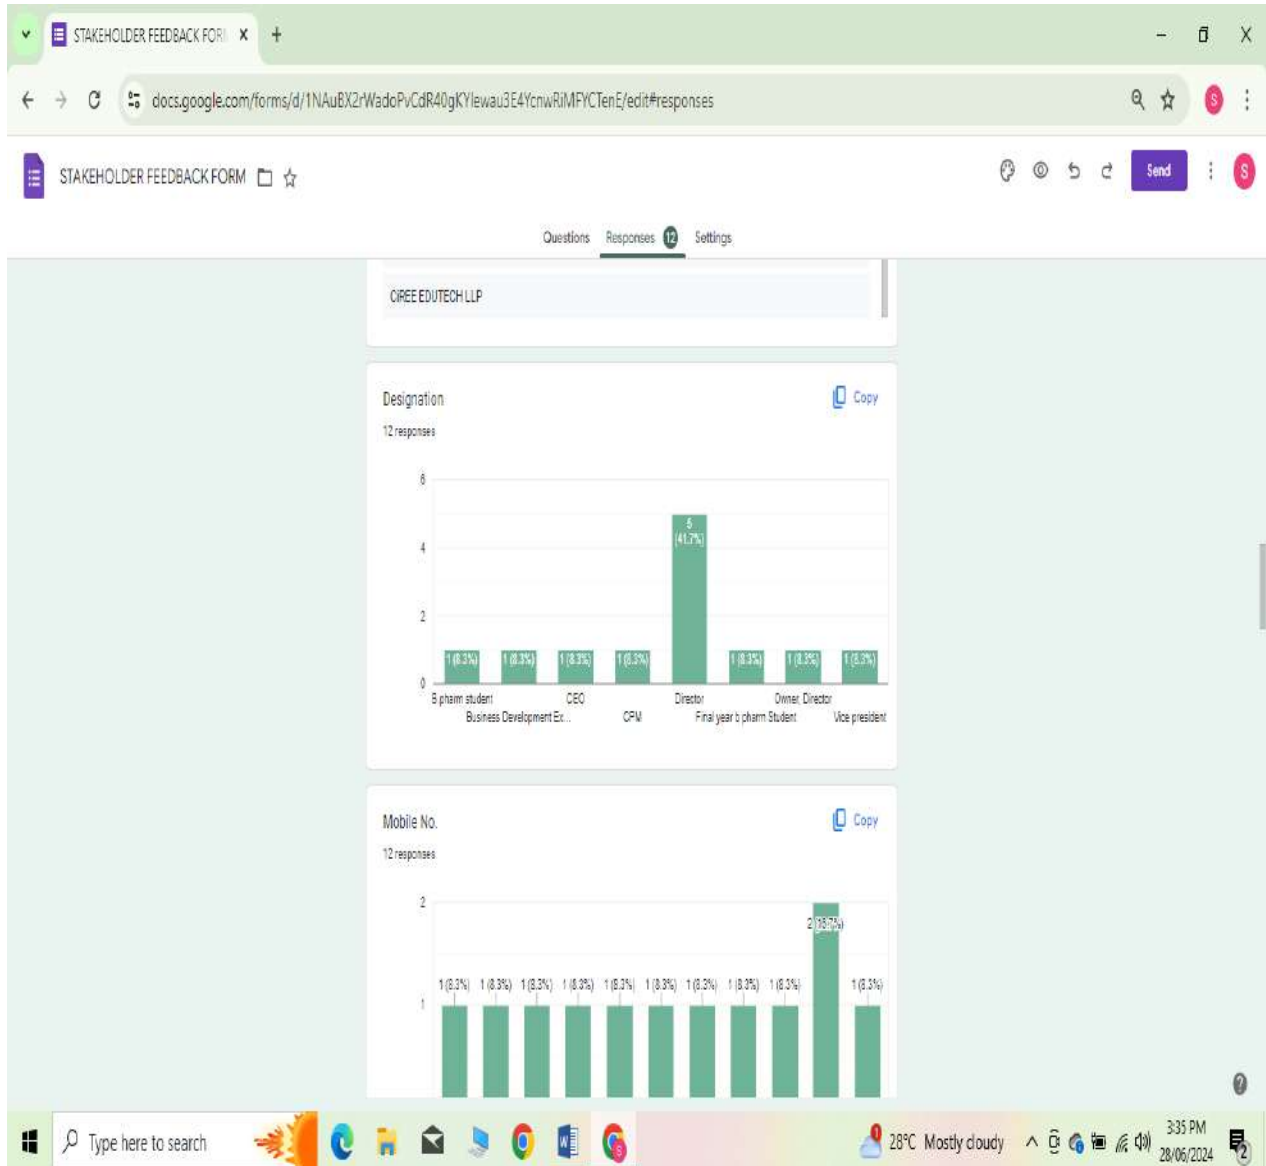 STAKEHOLDER FEEDBACK FOR
docs.google.com/forms/d/1NAuBX2rWadoPvCdR40gKYlewau3E4YcnwRiMFYCTenE/edit#responses
S
STAKEHOLDER FEEDBACK FORM
Send
S
Questions Responses 12 Settings
CiREE EDUTECH LLP
Designation
Copy
12 responses
6
4
2
0
5
(41.7%)
1 (8.3%) 1 (8.3%) 1 (8.3%) 1 (8.3%) 1 (8.3%) 1 (8.3%) 1 (8.3%)
B pharm student CEO Director Owner, Director
Business Development Ex... CPM Final year b pharm Student Vice president
Mobile No.
Copy
12 responses
2
1
2 (16.7%)
1 (8.3%) 1 (8.3%) 1 (8.3%) 1 (8.3%) 1 (8.3%) 1 (8.3%) 1 (8.3%) 1 (8.3%) 1 (8.3%) 1 (8.3%)
Type here to search
28°C Mostly cloudy
3:35 PM
28/06/2024